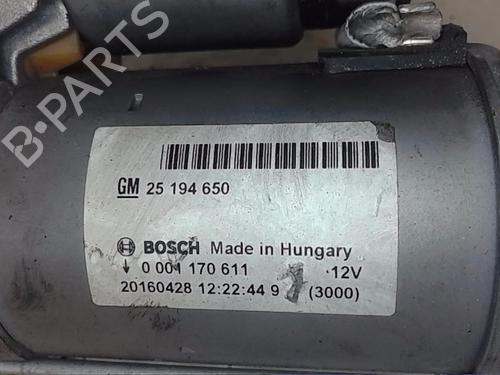 B-PARTS
GM 25 194 650
BOSCH Made in Hungary
0 001 170 611 12V
20160428 12:22:44 9 (3000)